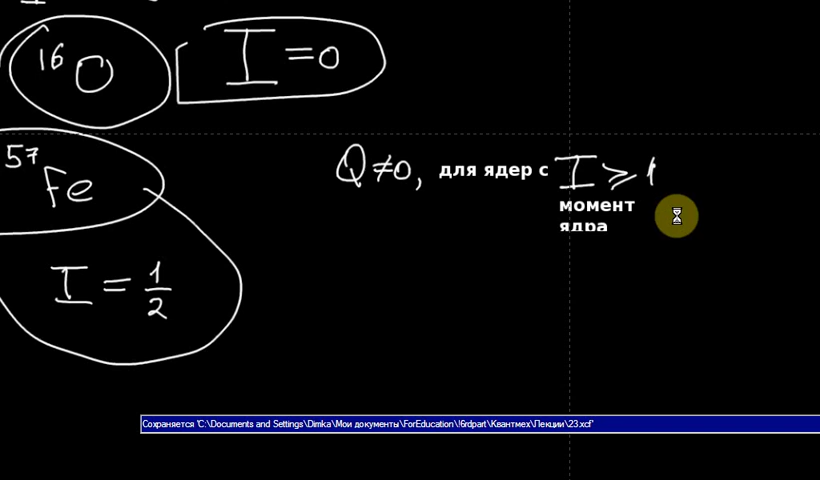 ¹⁶O I = 0
⁵⁷Fe
Q ≠ 0, для ядер с I ⩾ 1
момент
ядра
I = 1/2
Сохраняется 'C:\Documents and Settings\Dimka\Мои документы\ForEducation\!6rdpart\Квантмех\Лекции\23.xcf'